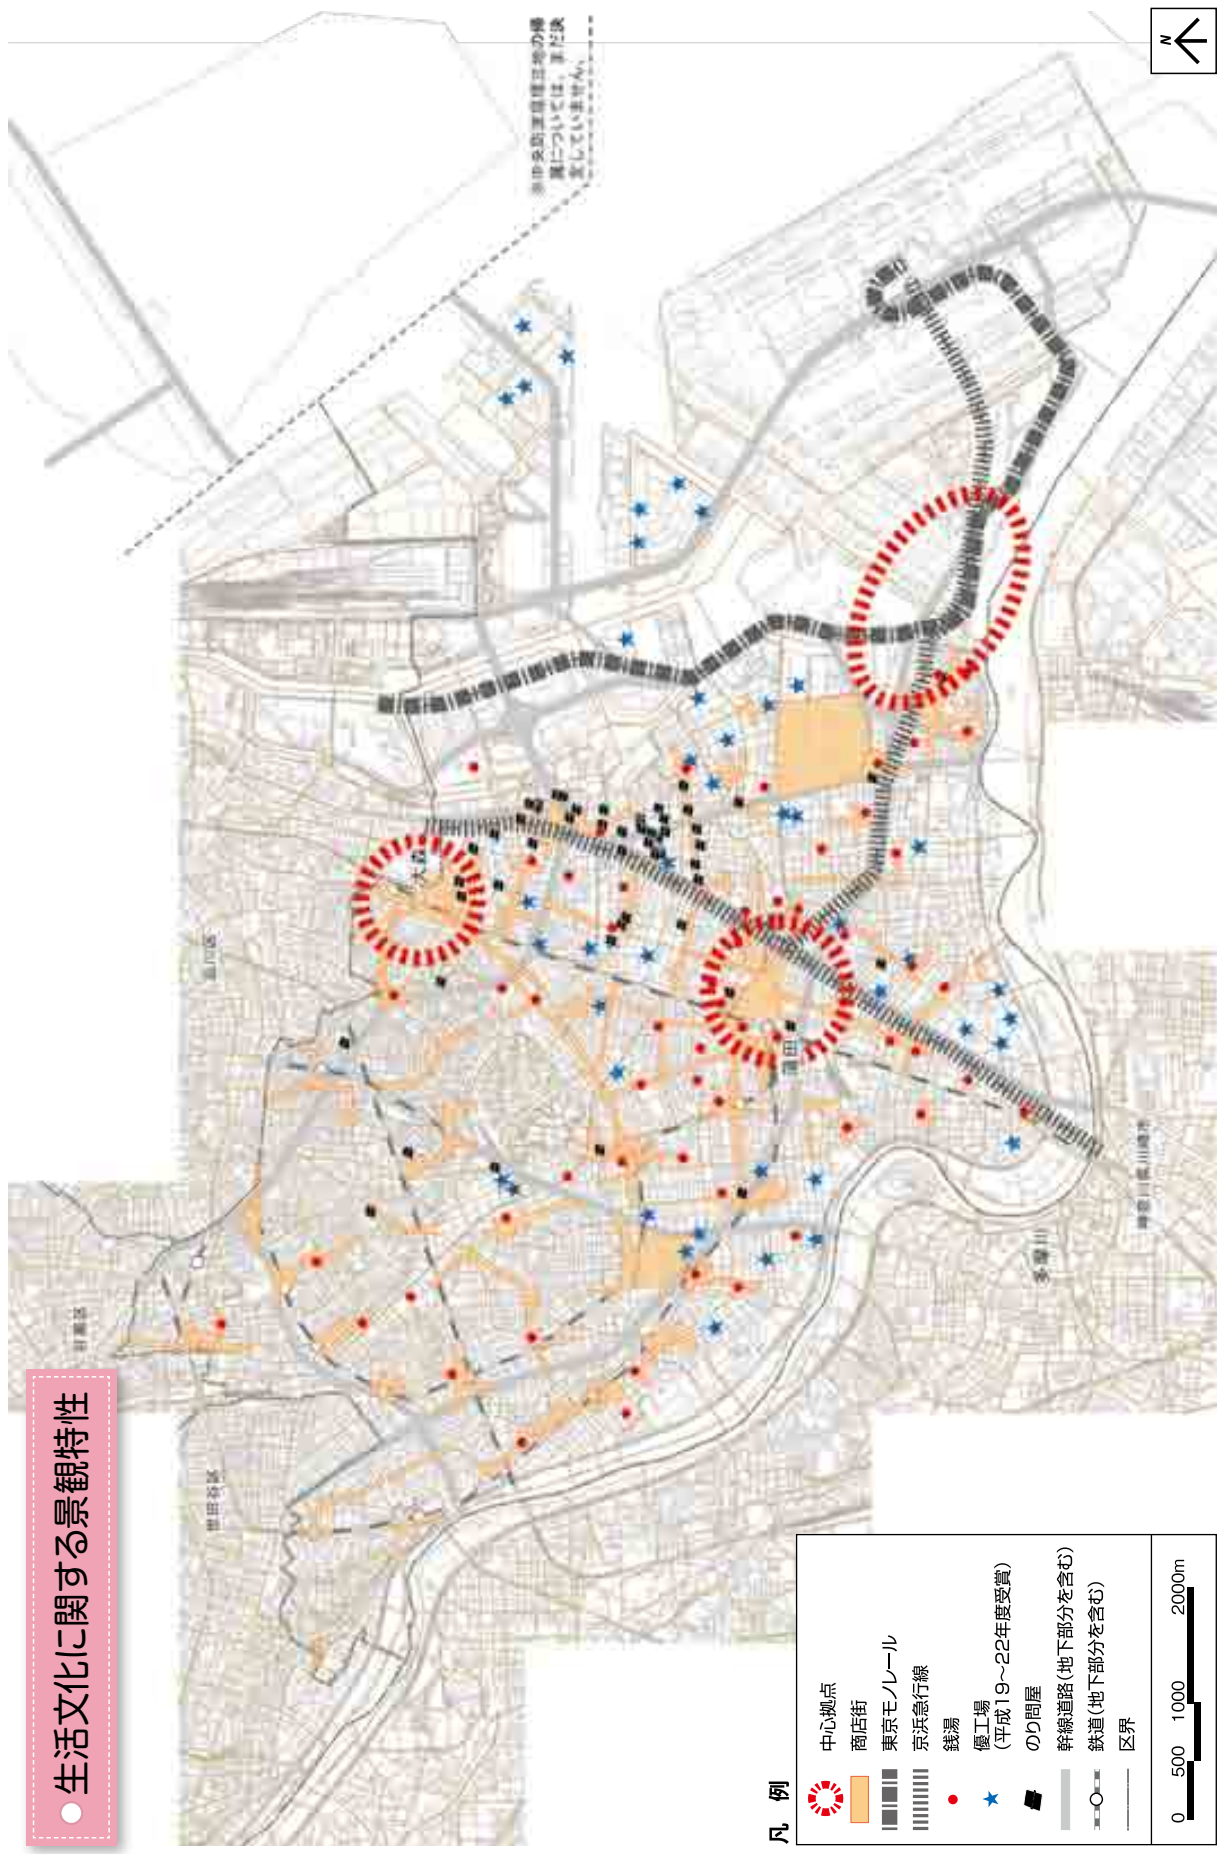 ●生活文化に関する景観特性
※中央防波堤埋立地の帰
属については、まだ決
定していません。
N
品川区
目黒区
世田谷区
蒲田
多摩川
神奈川県川崎市
凡　例
中心拠点
商店街
東京モノレール
京浜急行線
銭湯
優工場
(平成19～22年度受賞)
のり問屋
幹線道路(地下部分を含む)
鉄道(地下部分を含む)
区界
0 500 1000 2000m